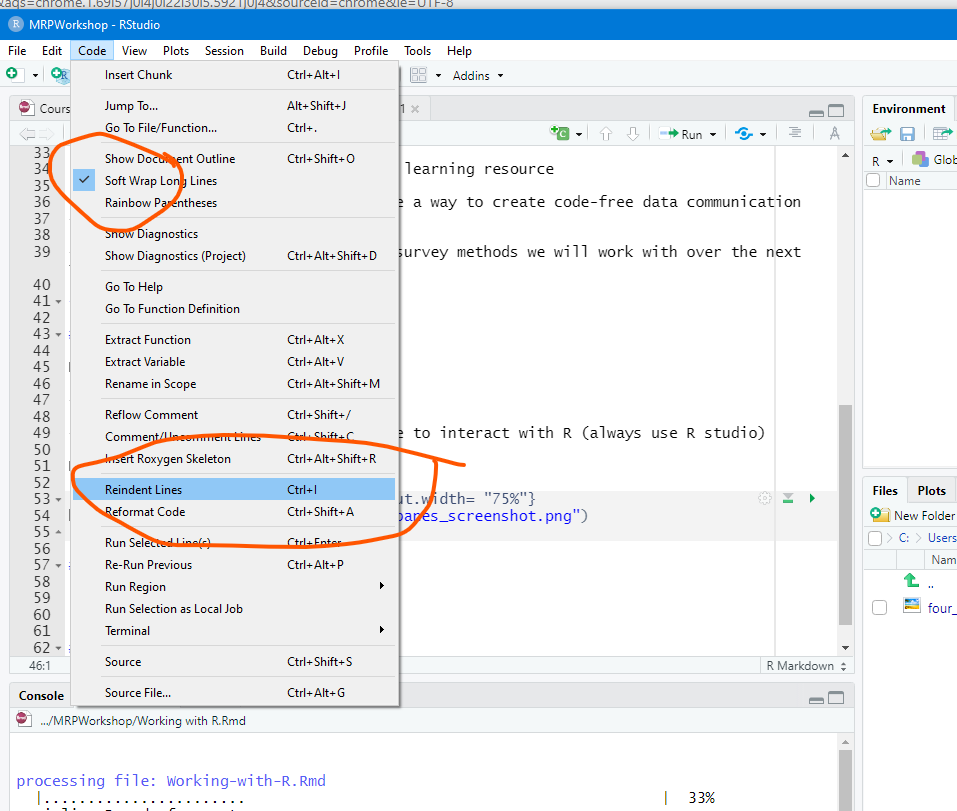 &aqs=chrome.1.69i57j0i4j0i22i30l5.5921j0j4&sourceid=chrome&ie=UTF-8
MRPWorkshop - RStudio
File Edit Code View Plots Session Build Debug Profile Tools Help
Addins
Insert Chunk Ctrl+Alt+I
Jump To... Alt+Shift+J
Go To File/Function... Ctrl+.
Show Document Outline Ctrl+Shift+O
Soft Wrap Long Lines
Rainbow Parentheses
Show Diagnostics
Show Diagnostics (Project) Ctrl+Alt+Shift+D
Go To Help
Go To Function Definition
Extract Function Ctrl+Alt+X
Extract Variable Ctrl+Alt+V
Rename in Scope Ctrl+Alt+Shift+M
Reflow Comment Ctrl+Shift+/
Comment/Uncomment Lines Ctrl+Shift+C
Insert Roxygen Skeleton Ctrl+Alt+Shift+R
Reindent Lines Ctrl+I
Reformat Code Ctrl+Shift+A
Run Selected Line(s) Ctrl+Enter
Re-Run Previous Ctrl+Alt+P
Run Region
Run Selection as Local Job
Terminal
Source Ctrl+Shift+S
Source File... Ctrl+Alt+G
Cours
1
Run
33
34 learning resource
35
36 e a way to create code-free data communication
37
38
39 survey methods we will work with over the next
40
41
42
43
44
45
46
47
48
49 e to interact with R (always use R studio)
50
51
52
53 ut.width= "75%"}
54 panes_screenshot.png")
55
56
57
58
59
60
61
62
46:1 R Markdown
Console
.../MRPWorkshop/Working with R.Rmd
processing file: Working-with-R.Rmd
|...................... | 33%
Environment
R Glob
Name
Files Plots
New Folder
C: Users
Nam
..
four_